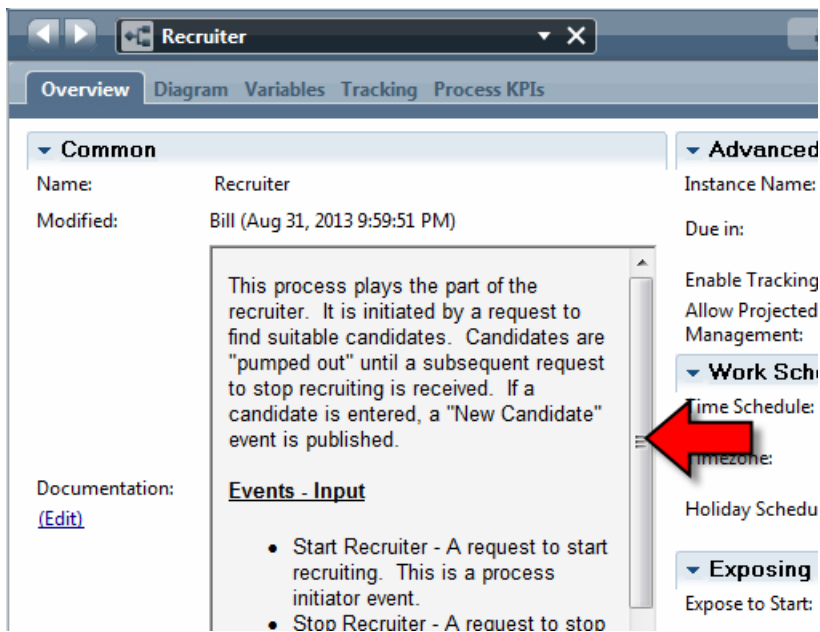 Recruiter
Overview Diagram Variables Tracking Process KPIs
Common
Name: Recruiter
Modified: Bill (Aug 31, 2013 9:59:51 PM)
This process plays the part of the
recruiter. It is initiated by a request to
find suitable candidates. Candidates are
"pumped out" until a subsequent request
to stop recruiting is received. If a
candidate is entered, a "New Candidate"
event is published.
Documentation:
(Edit)
Events - Input
• Start Recruiter - A request to start
recruiting. This is a process
initiator event.
• Stop Recruiter - A request to stop
Advanced
Instance Name:
Due in:
Enable Tracking
Allow Projected
Management:
Work Sche
Time Schedule:
Timezone:
Holiday Schedu
Exposing
Expose to Start: